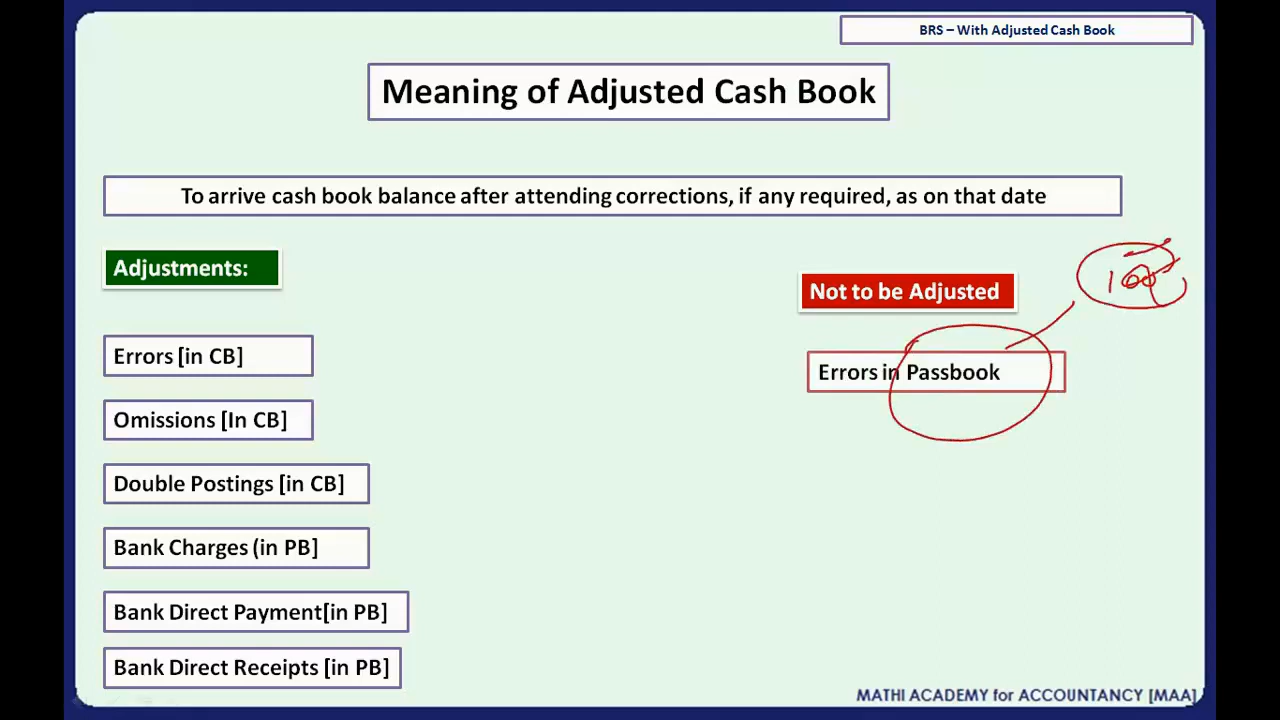 BRS – With Adjusted Cash Book
Meaning of Adjusted Cash Book
To arrive cash book balance after attending corrections, if any required, as on that date
Adjustments:
Errors [in CB]
Omissions [In CB]
Double Postings [in CB]
Bank Charges (in PB]
Bank Direct Payment[in PB]
Bank Direct Receipts [in PB]
Not to be Adjusted
Errors in Passbook
MATHI ACADEMY for ACCOUNTANCY [MAA]